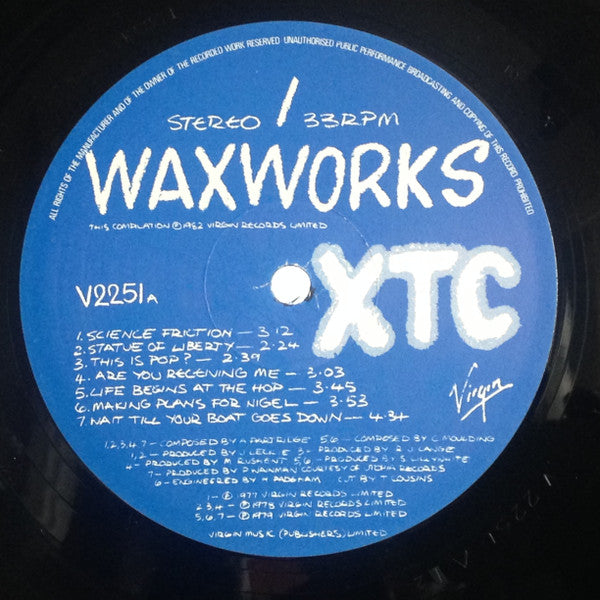 ALL RIGHTS OF THE MANUFACTURER AND OF THE OWNER OF THE RECORDED WORK RESERVED UNAUTHORISED PUBLIC PERFORMANCE BROADCASTING AND COPYING OF THIS RECORD PROHIBITED
STEREO / 33RPM
WAXWORKS
THIS COMPILATION ℗1982 VIRGIN RECORDS LIMITED
XTC
V2251A
1. SCIENCE FRICTION — 3.12
2. STATUE OF LIBERTY — 2.24
3. THIS IS POP? — 2.39
4. ARE YOU RECEIVING ME — 3.03
5. LIFE BEGINS AT THE HOP — 3.45
6. MAKING PLANS FOR NIGEL — 3.53
7. WAIT TILL YOUR BOAT GOES DOWN — 4.34
Virgin
1,2,3,4,7 - COMPOSED BY A PARTRIDGE 5,6 - COMPOSED BY C MOULDING
1,2 - PRODUCED BY J LECKIE 3 - PRODUCED BY R J LANGE
4 - PRODUCED BY M RUSHENT 5,6 - PRODUCED BY S LILLYWHITE
7 - PRODUCED BY P WANMAN COURTESY OF RECORDS
6 - ENGINEERED BY H PADGHAM CUT BY T COUSINS
1 - ℗ 1977 VIRGIN RECORDS LIMITED
2,3,4 - ℗ 1978 VIRGIN RECORDS LIMITED
5,6,7 - ℗ 1979 VIRGIN RECORDS LIMITED
VIRGIN MUSIC (PUBLISHERS) LIMITED